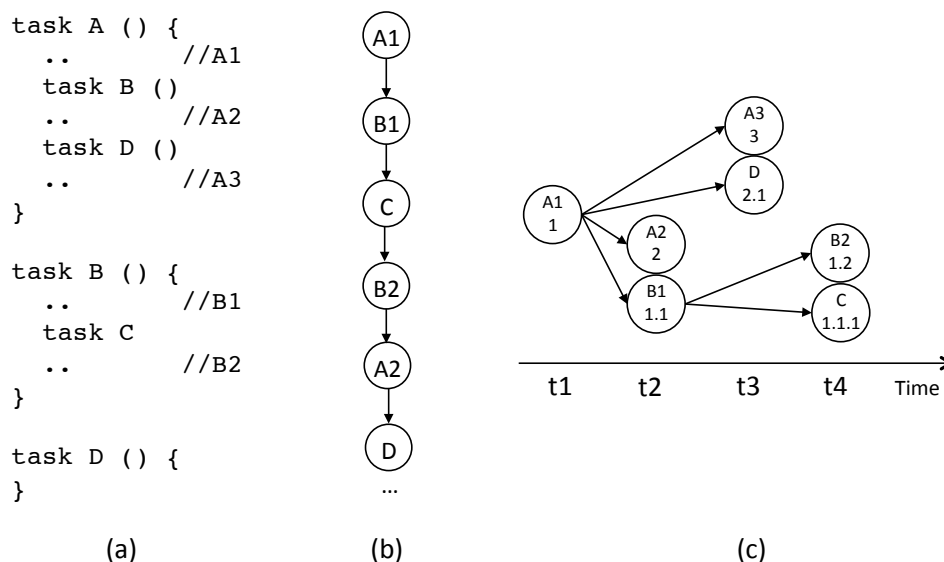 task A () {
.. //A1
task B ()
.. //A2
task D ()
.. //A3
}
task B () {
.. //B1
task C
.. //B2
}
task D () {
}
(a)
A1
B1
C
B2
A2
D
...
(b)
A3
3
D
2.1
A1
1
A2
2
B1
1.1
B2
1.2
C
1.1.1
t1 t2 t3 t4 Time
(c)